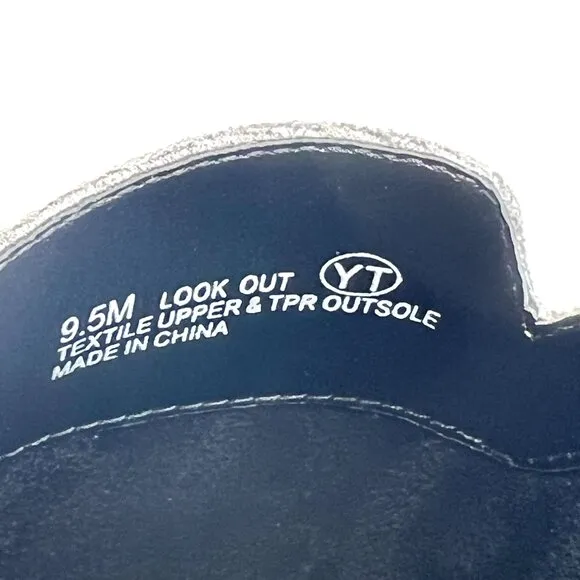 9.5M LOOK OUT YT
TEXTILE UPPER & TPR OUTSOLE
MADE IN CHINA